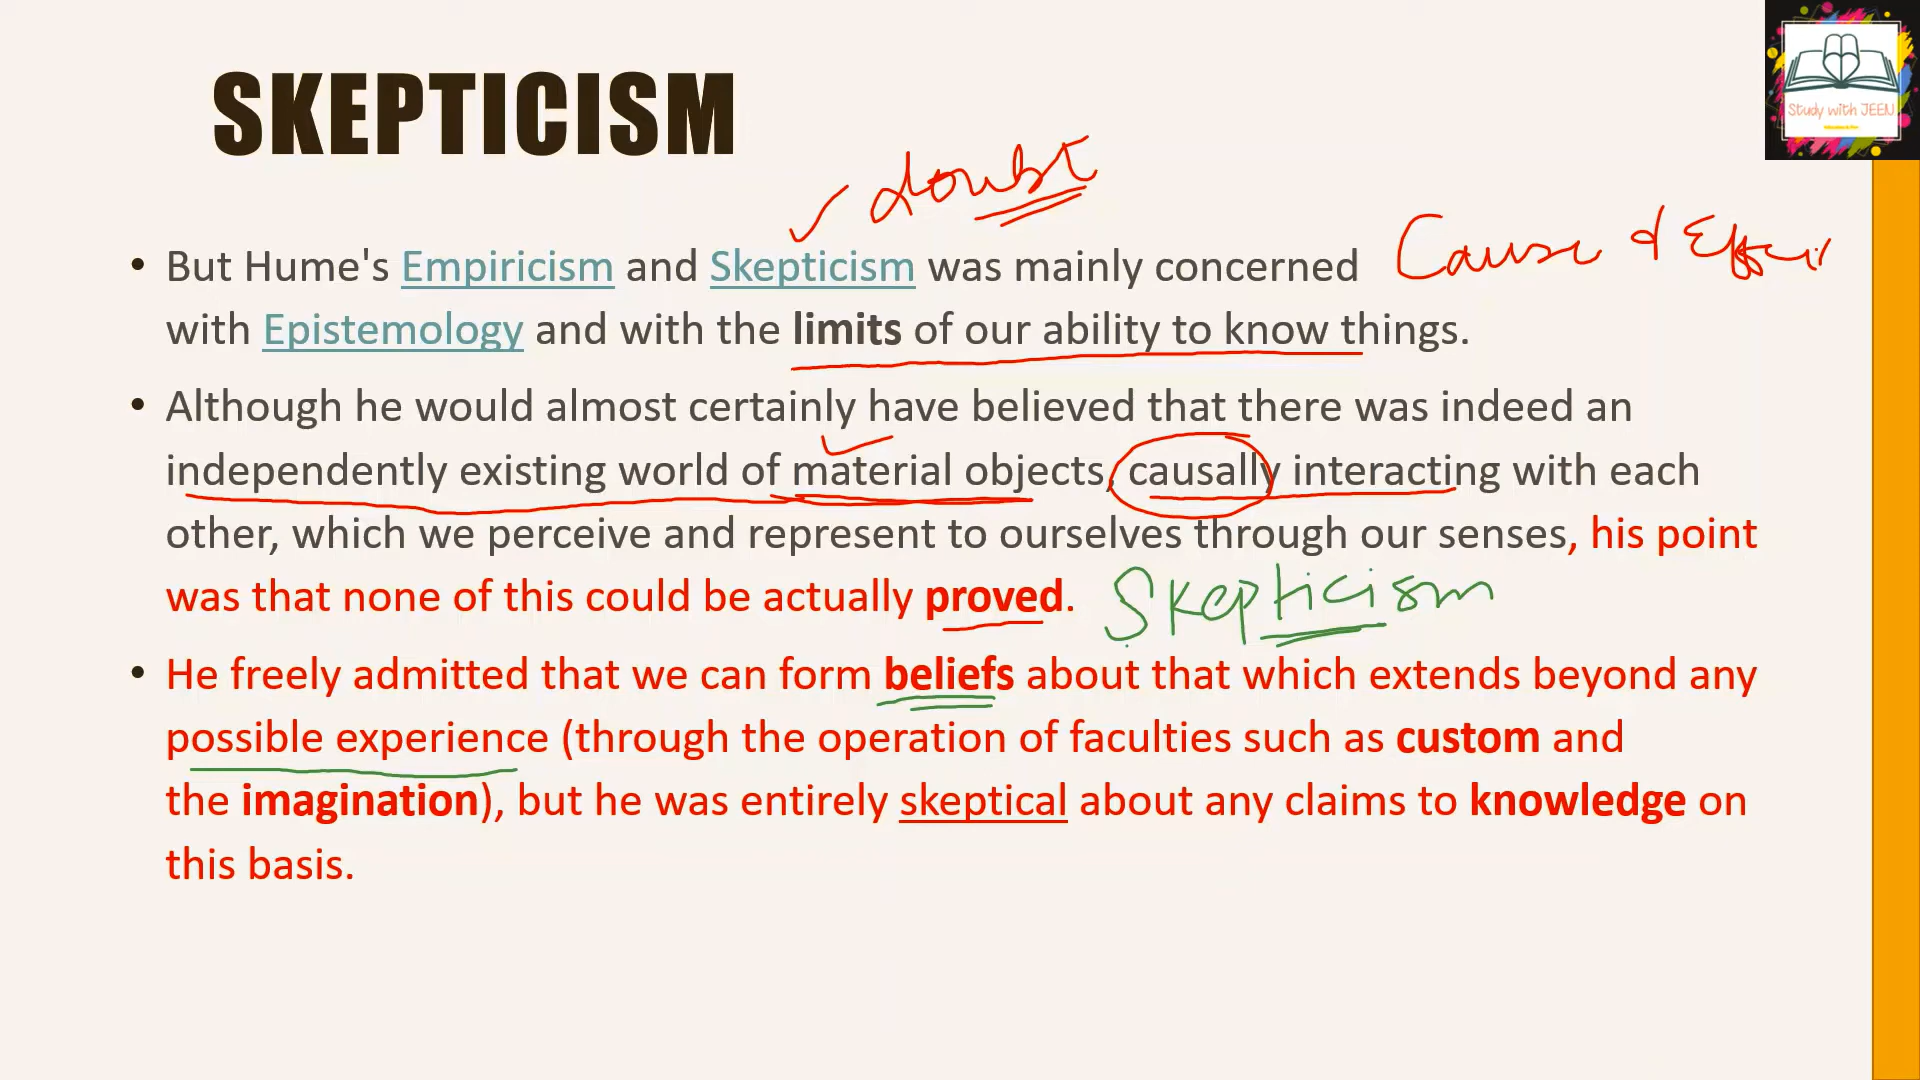 SKEPTICISM
Study with JEEN
doubt
Cause & Effect
• But Hume's Empiricism and Skepticism was mainly concerned
with Epistemology and with the limits of our ability to know things.
• Although he would almost certainly have believed that there was indeed an
independently existing world of material objects, causally interacting with each
other, which we perceive and represent to ourselves through our senses, his point
was that none of this could be actually proved.
Skepticism
• He freely admitted that we can form beliefs about that which extends beyond any
possible experience (through the operation of faculties such as custom and
the imagination), but he was entirely skeptical about any claims to knowledge on
this basis.